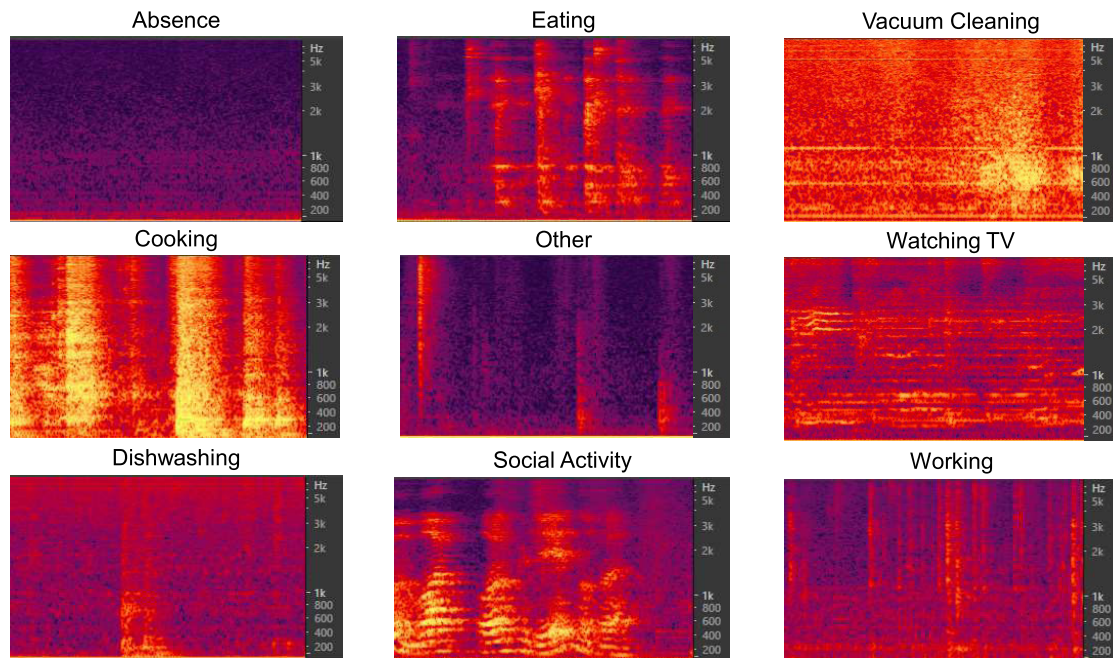 Absence
Eating
Vacuum Cleaning
Hz
5k
3k
2k
1k
800
600
400
200
Hz
5k
3k
2k
1k
800
600
400
200
Hz
5k
3k
2k
1k
800
600
400
200
Cooking
Other
Watching TV
Hz
5k
3k
2k
1k
800
600
400
200
Hz
5k
3k
2k
1k
800
600
400
200
Hz
5k
3k
2k
1k
800
600
400
200
Dishwashing
Social Activity
Working
Hz
5k
3k
2k
1k
800
600
400
200
Hz
5k
3k
2k
1k
800
600
400
200
Hz
5k
3k
2k
1k
800
600
400
200